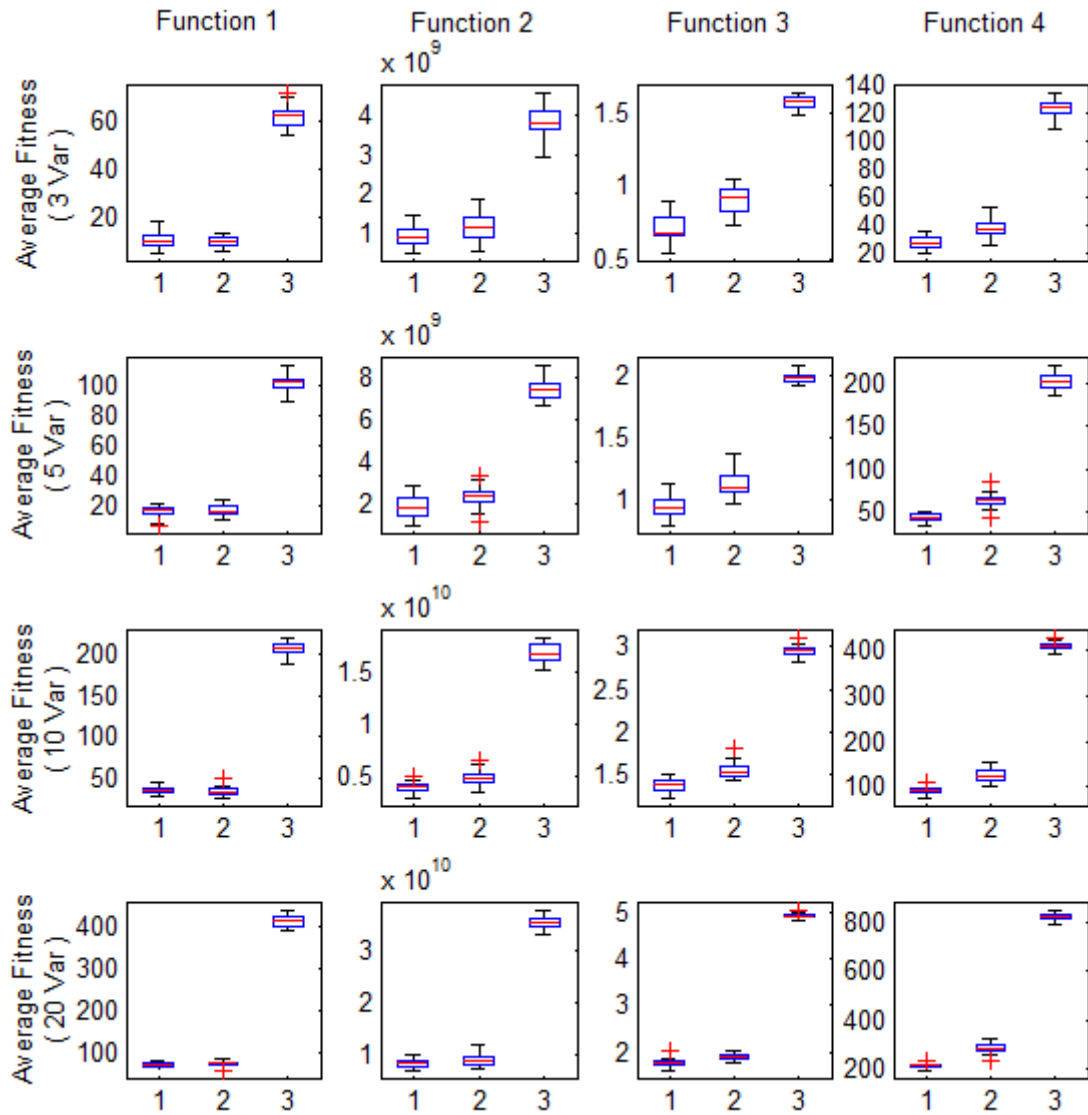 Function 1
Function 2
Function 3
Function 4
Average Fitness
( 3 Var )
60
40
20
1 2 3
x 10^9
4
3
2
1
1 2 3
1.5
1
0.5
1 2 3
140
120
100
80
60
40
20
1 2 3
Average Fitness
( 5 Var )
100
80
60
40
20
1 2 3
x 10^9
8
6
4
2
1 2 3
2
1.5
1
1 2 3
200
150
100
50
1 2 3
Average Fitness
( 10 Var )
200
150
100
50
1 2 3
x 10^10
1.5
1
0.5
1 2 3
3
2.5
2
1.5
1 2 3
400
300
200
100
1 2 3
Average Fitness
( 20 Var )
400
300
200
100
1 2 3
x 10^10
3
2
1
1 2 3
5
4
3
2
1 2 3
800
600
400
200
1 2 3